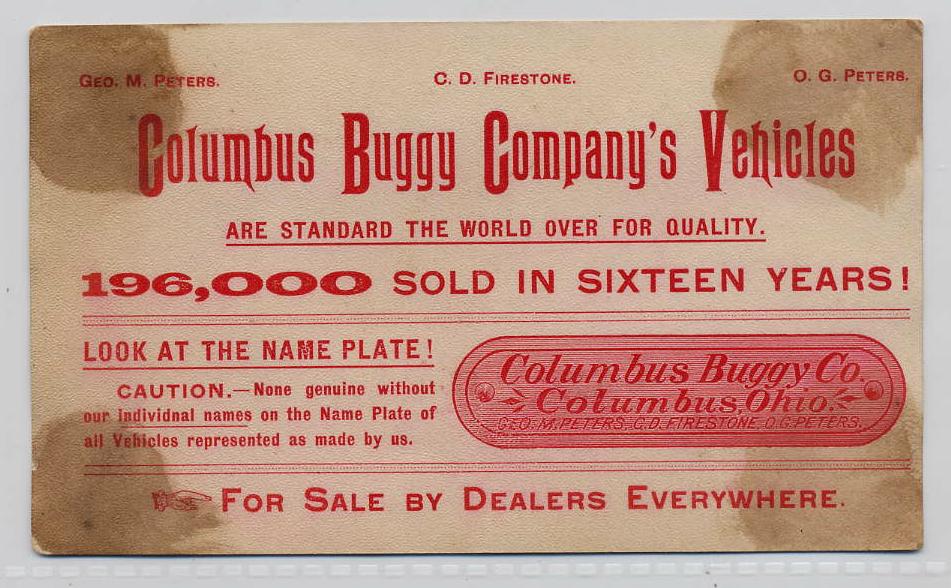 GEO. M. PETERS. C. D. FIRESTONE. O. G. PETERS.
Columbus Buggy Company's Vehicles
ARE STANDARD THE WORLD OVER FOR QUALITY.
196,000 SOLD IN SIXTEEN YEARS!
LOOK AT THE NAME PLATE!
CAUTION.—None genuine without
our individnal names on the Name Plate of
all Vehicles represented as made by us.
Columbus Buggy Co.
Columbus, Ohio.
GEO. M. PETERS, C. D. FIRESTONE, O. G. PETERS.
FOR SALE BY DEALERS EVERYWHERE.